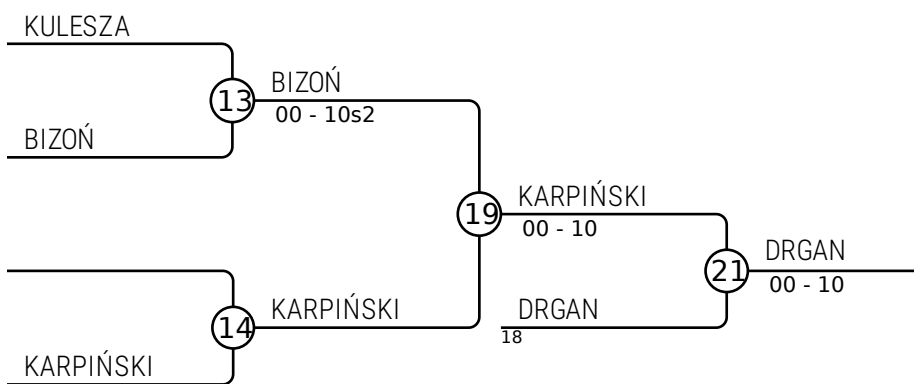 KULESZA
13
BIZOŃ
00 - 10s2
BIZOŃ
19
KARPIŃSKI
00 - 10
14
KARPIŃSKI
KARPIŃSKI
DRGAN
18
21
DRGAN
00 - 10